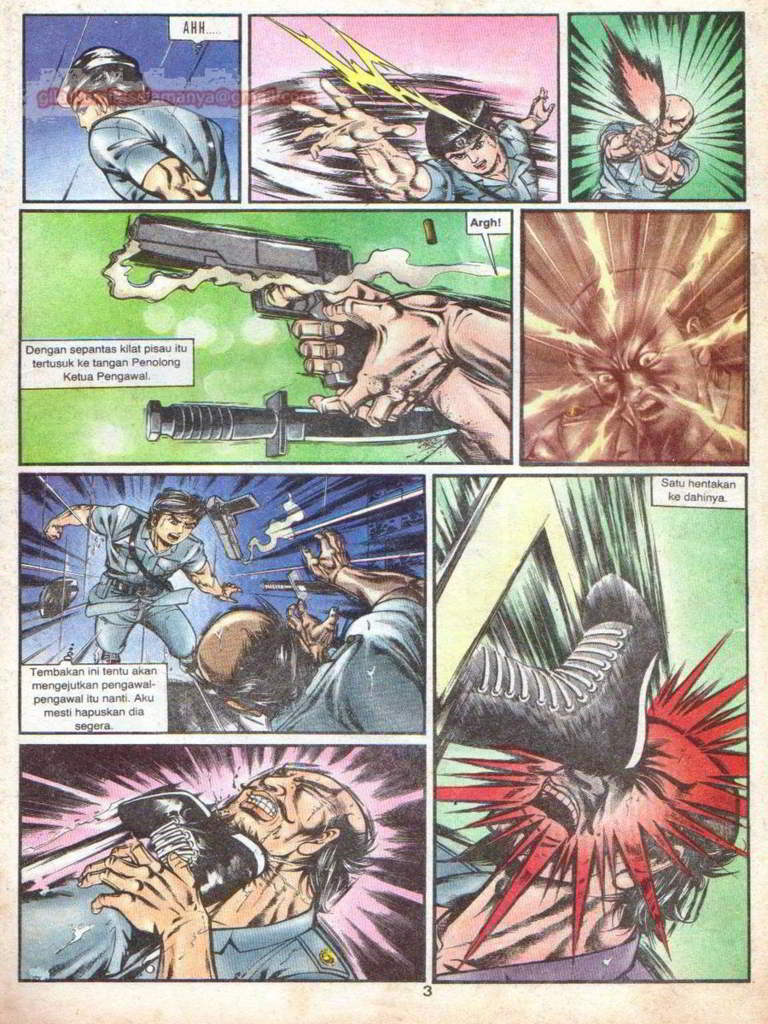 AHH.....
Argh!
Dengan sepantas kilat pisau itu
tertusuk ke tangan Penolong
Ketua Pengawal.
Tembakan ini tentu akan
mengejutkan pengawal-
pengawal itu nanti. Aku
mesti hapuskan dia
segera.
Satu hentakan
ke dahinya.
3